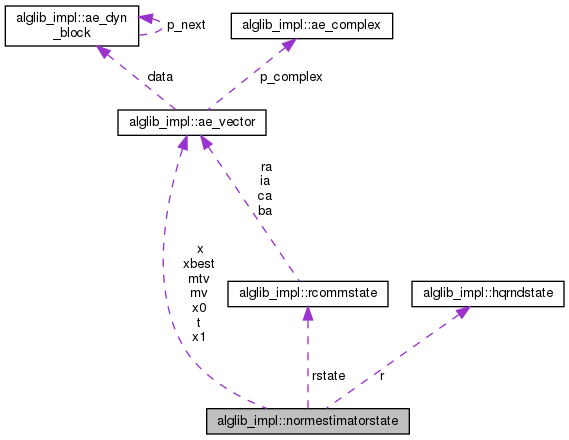 alglib_impl::ae_dyn
_block
p_next
alglib_impl::ae_complex
data
p_complex
alglib_impl::ae_vector
ra
ia
ca
ba
x
xbest
mtv
mv
x0
t
x1
alglib_impl::rcommstate
alglib_impl::hqrndstate
rstate
r
alglib_impl::normestimatorstate